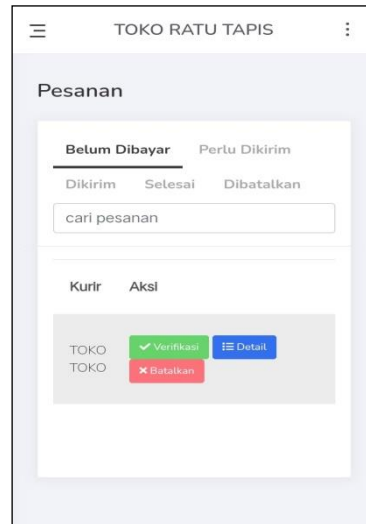 TOKO RATU TAPIS
Pesanan
Belum Dibayar Perlu Dikirim
Dikirim Selesai Dibatalkan
cari pesanan
Kurir Aksi
TOKO TOKO Verifikasi Detail
Batalkan